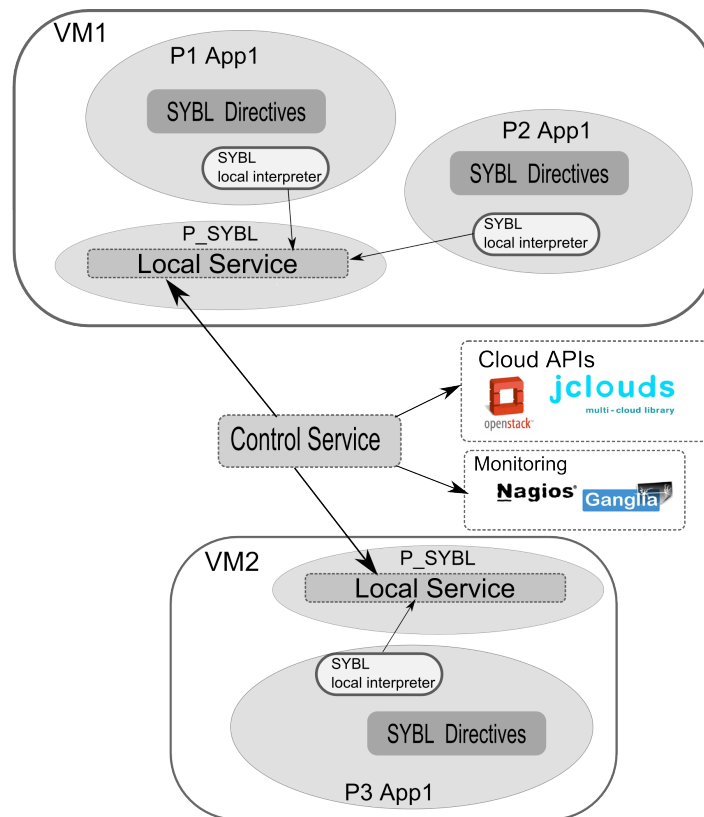 VM1
P1 App1
SYBL Directives
SYBL
local interpreter
P2 App1
SYBL Directives
SYBL
local interpreter
P_SYBL
Local Service
Cloud APIs
openstack™
jclouds
multi-cloud library
Control Service
Monitoring
Nagios®
Ganglia
VM2
P_SYBL
Local Service
SYBL
local interpreter
SYBL Directives
P3 App1